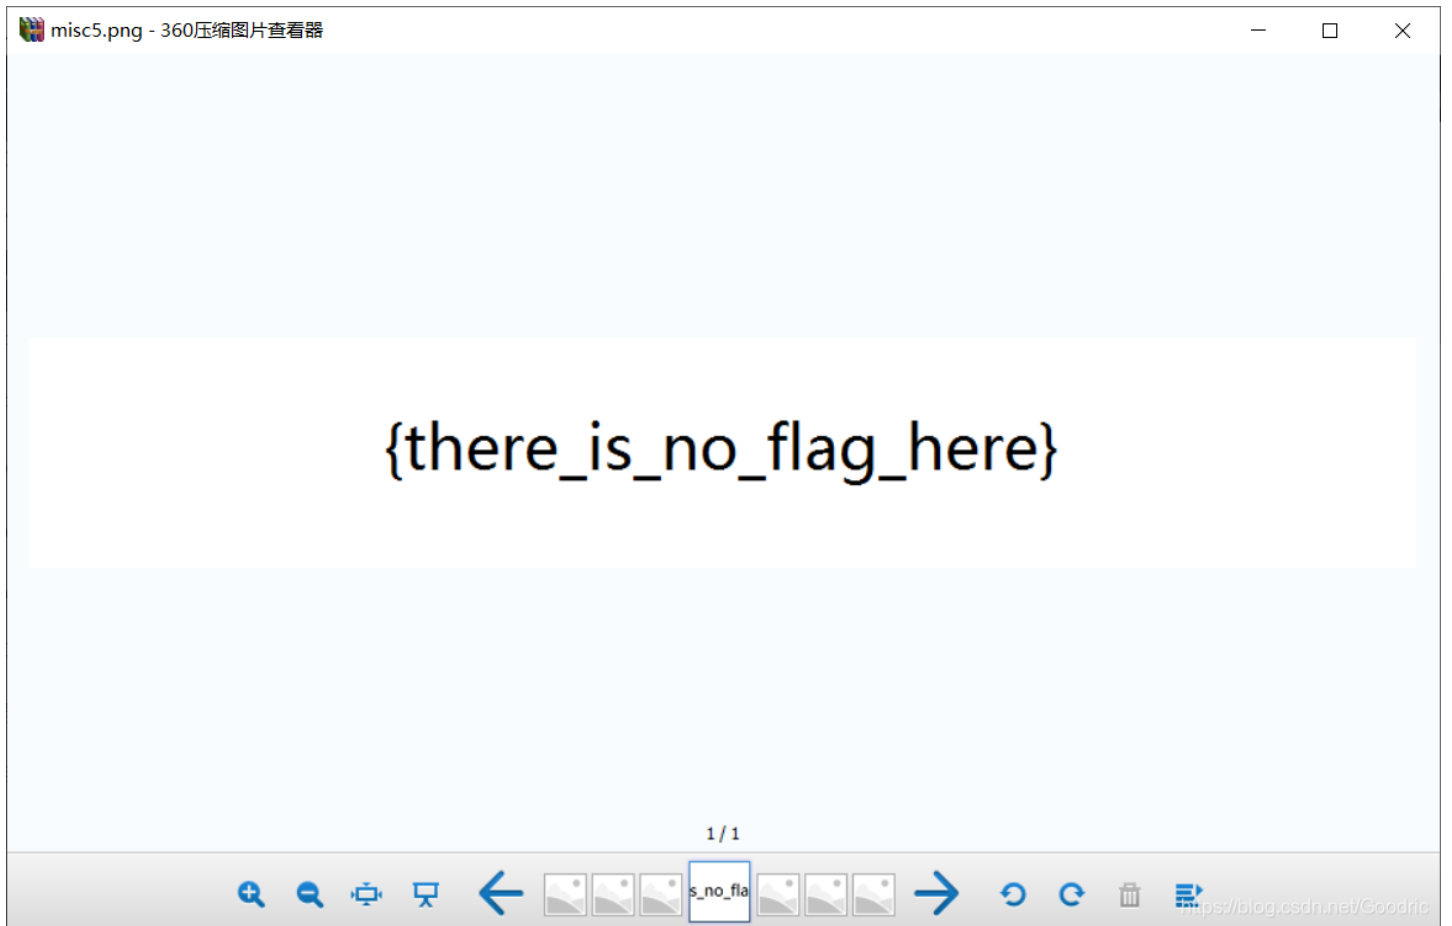 misc5.png - 360压缩图片查看器
{there_is_no_flag_here}
1 / 1
s_no_fla
https://blog.csdn.net/Goodric